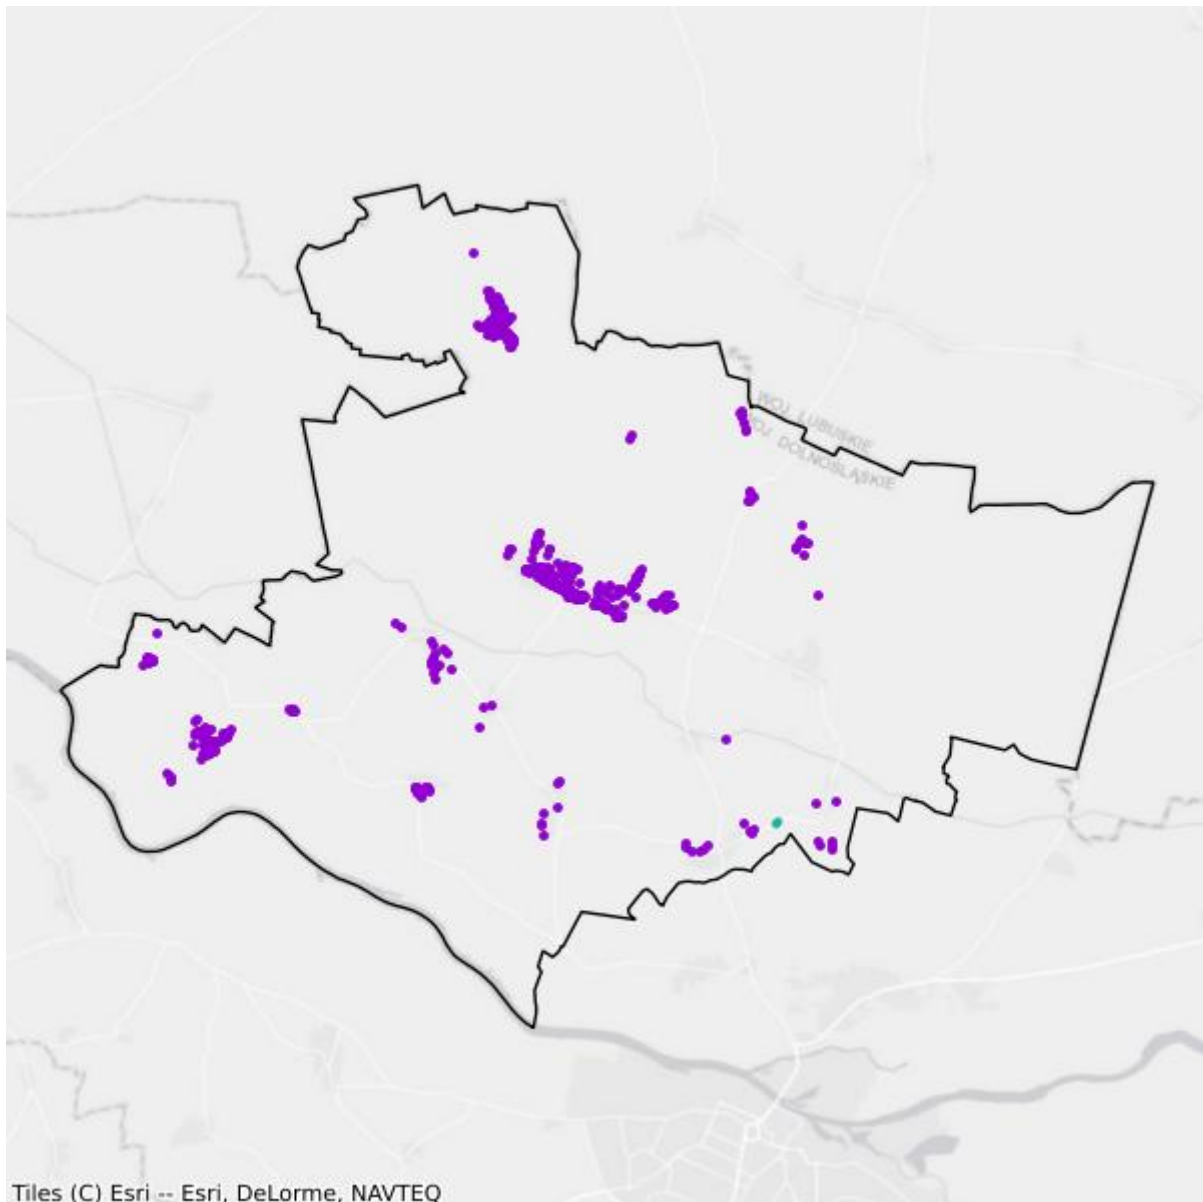 WOJ. LUBUSKIE
WOJ. DOLNOŚLĄSKIE
Tiles (C) Esri -- Esri, DeLorme, NAVTEQ